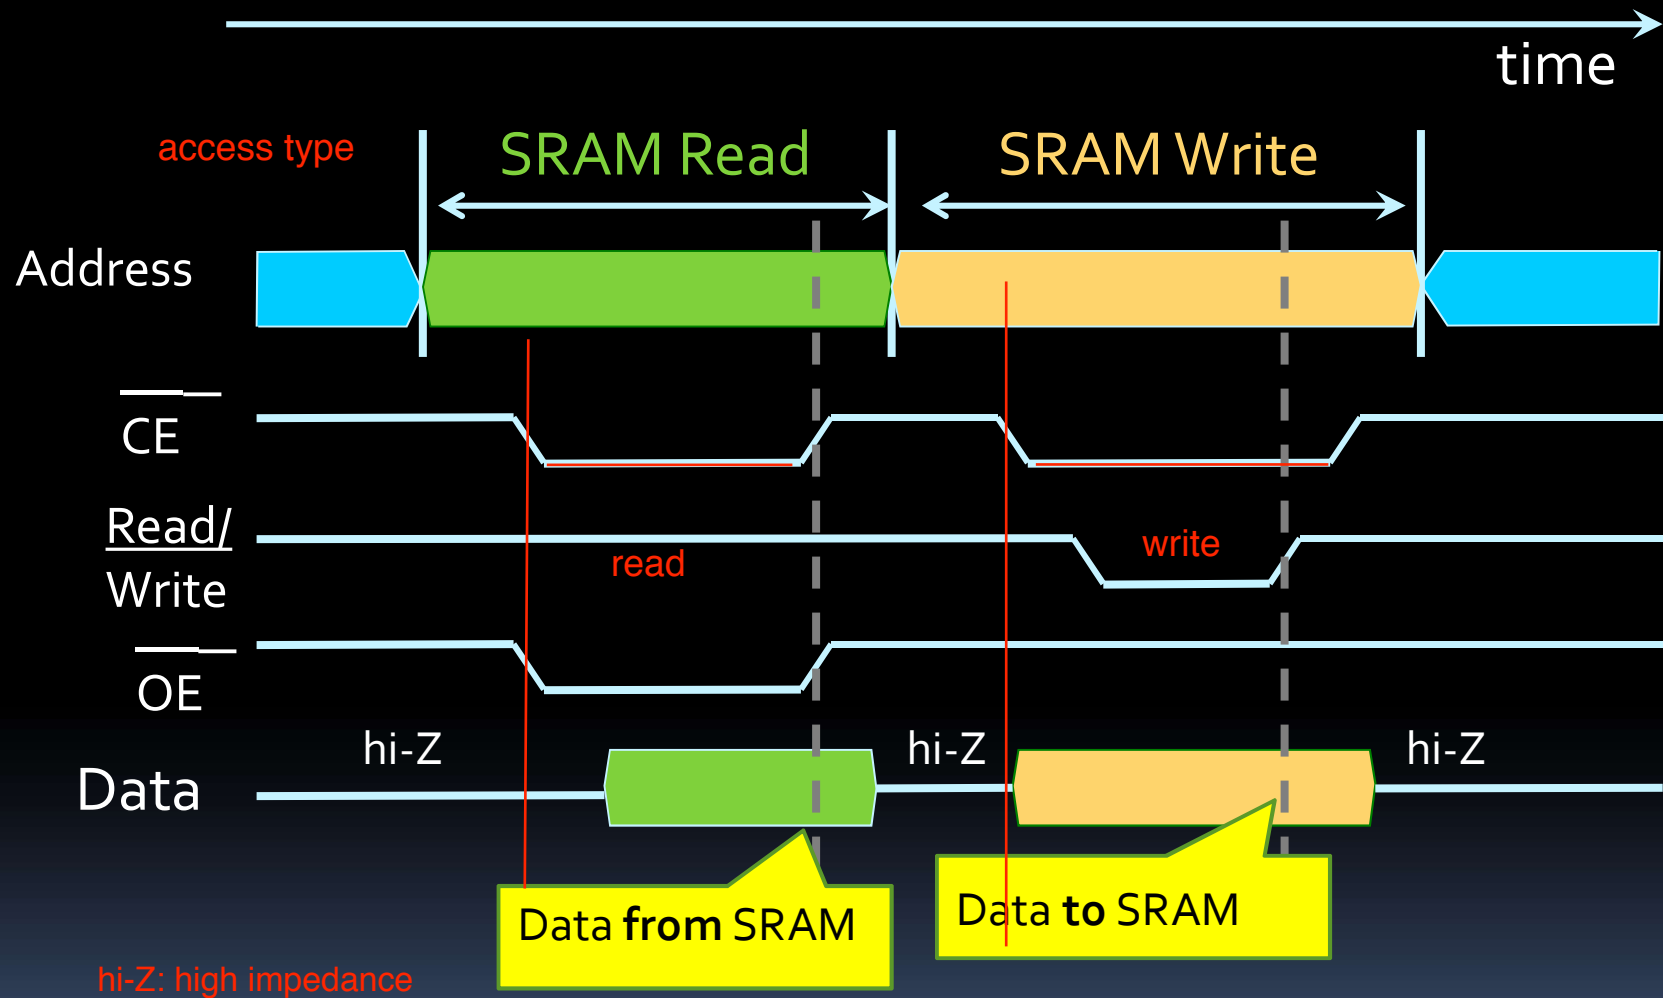 time
access type
SRAM Read
SRAM Write
Address
CE
Read/
Write
read
write
OE
hi-Z
hi-Z
hi-Z
Data
Data from SRAM
Data to SRAM
hi-Z: high impedance